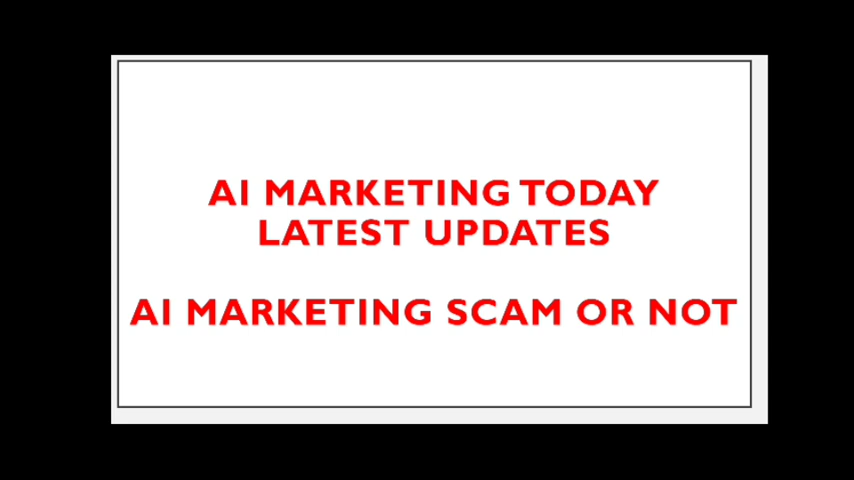 AI MARKETING TODAY
LATEST UPDATES
AI MARKETING SCAM OR NOT